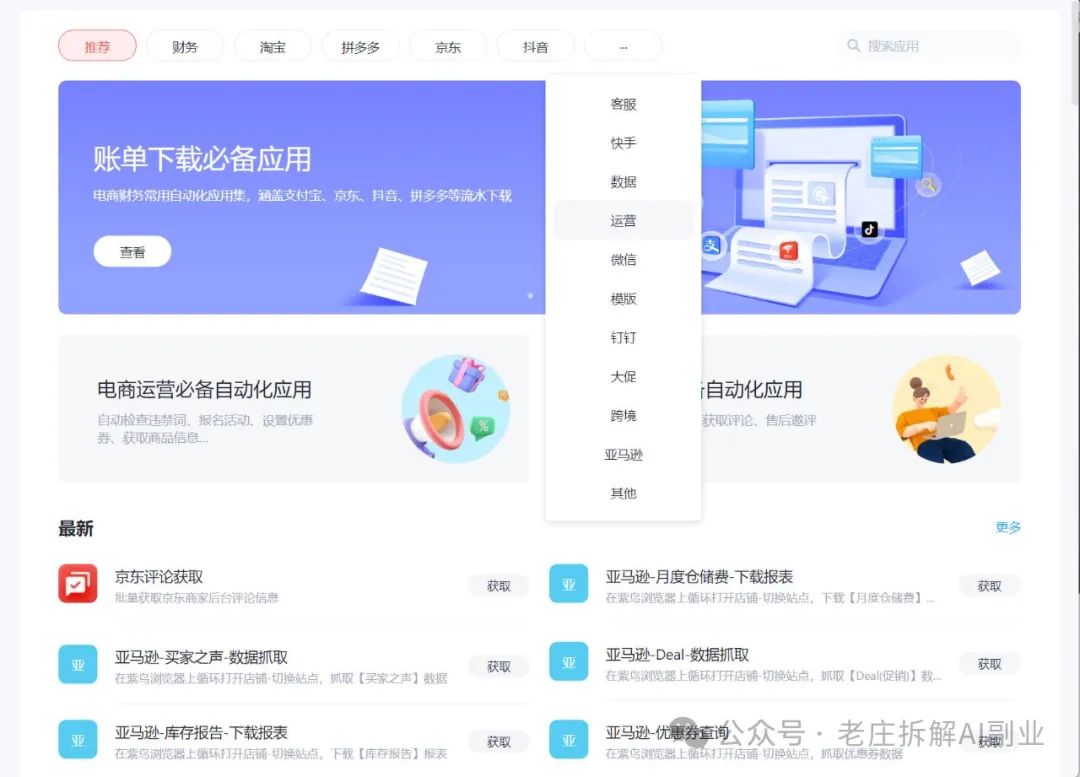 推荐
财务
淘宝
拼多多
京东
抖音
...
搜索应用
账单下载必备应用
电商财务常用自动化应用集，涵盖支付宝、京东、抖音、拼多多等流水下载
查看
客服
快手
数据
运营
微信
模版
钉钉
大促
跨境
亚马逊
其他
电商运营必备自动化应用
自动检查违禁词、报名活动、设置优惠
券、获取商品信息...
自动化应用
获取评论、售后邀评
最新
更多
京东评论获取
批量获取京东商家后台评论信息
获取
亚
亚马逊-月度仓储费-下载报表
在紫鸟浏览器上循环打开店铺-切换站点，下载【月度仓储费】...
获取
亚
亚马逊-买家之声-数据抓取
在紫鸟浏览器上循环打开店铺-切换站点，抓取【买家之声】数据
获取
亚
亚马逊-Deal-数据抓取
在紫鸟浏览器上循环打开店铺-切换站点，抓取【Deal(促销)】数...
获取
亚
亚马逊-库存报告-下载报表
在紫鸟浏览器上循环打开店铺-切换站点，下载【库存报告】报表
获取
亚
亚马逊-优惠券查询
在紫鸟浏览器上循环打开店铺-切换站点，抓取优惠券数据
获取
公众号 · 老庄拆解AI副业